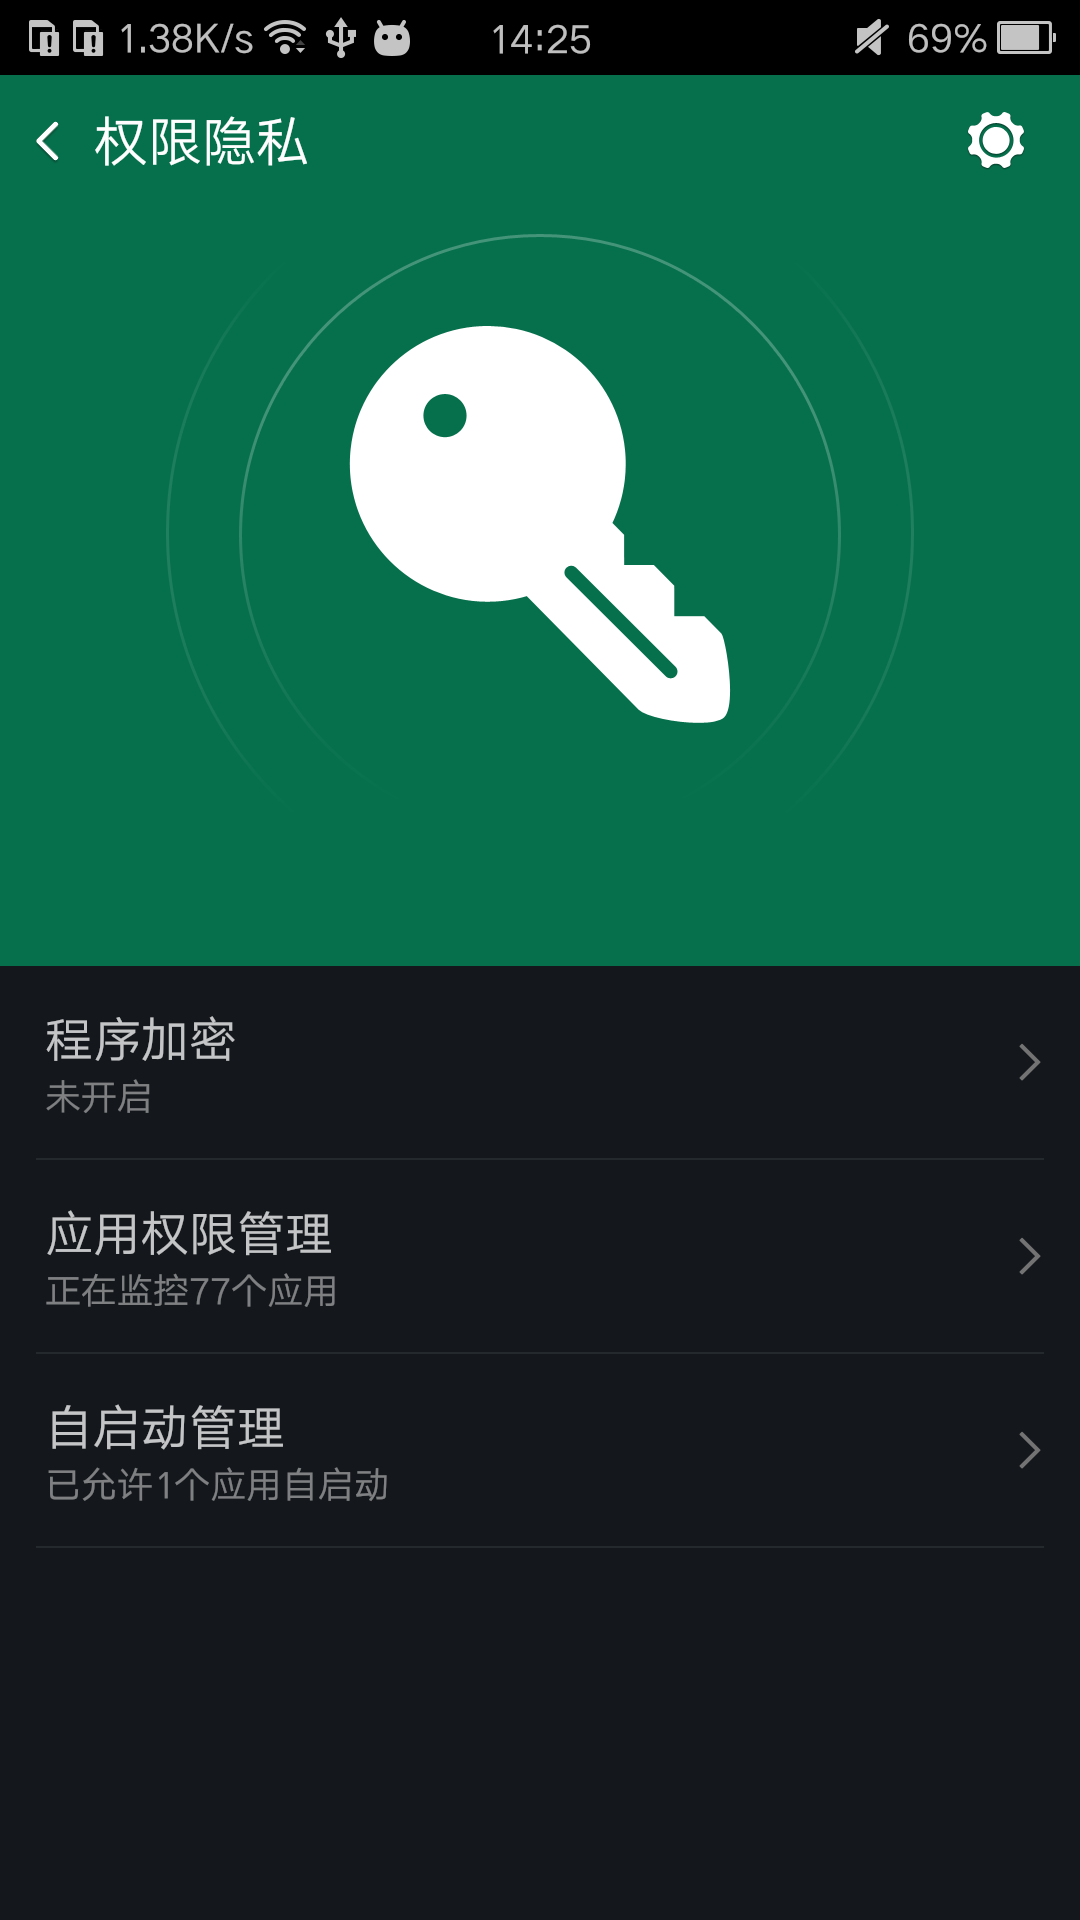 1.38K/s 14:25 69%
权限隐私
程序加密
未开启
应用权限管理
正在监控77个应用
自启动管理
已允许1个应用自启动